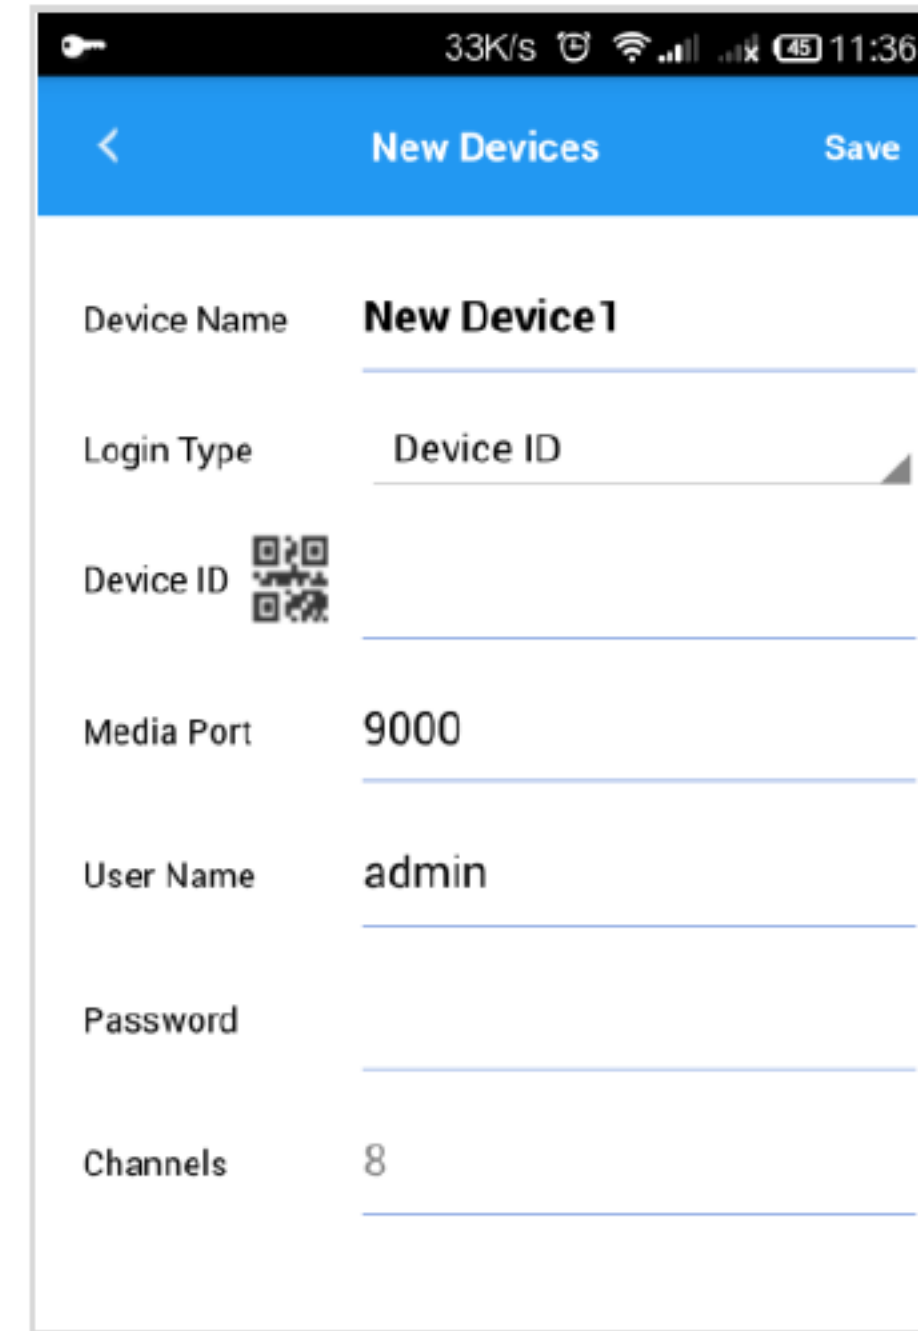 33K/s 45 11:36
New Devices Save
Device Name New Device1
Login Type Device ID
Device ID
Media Port 9000
User Name admin
Password
Channels 8